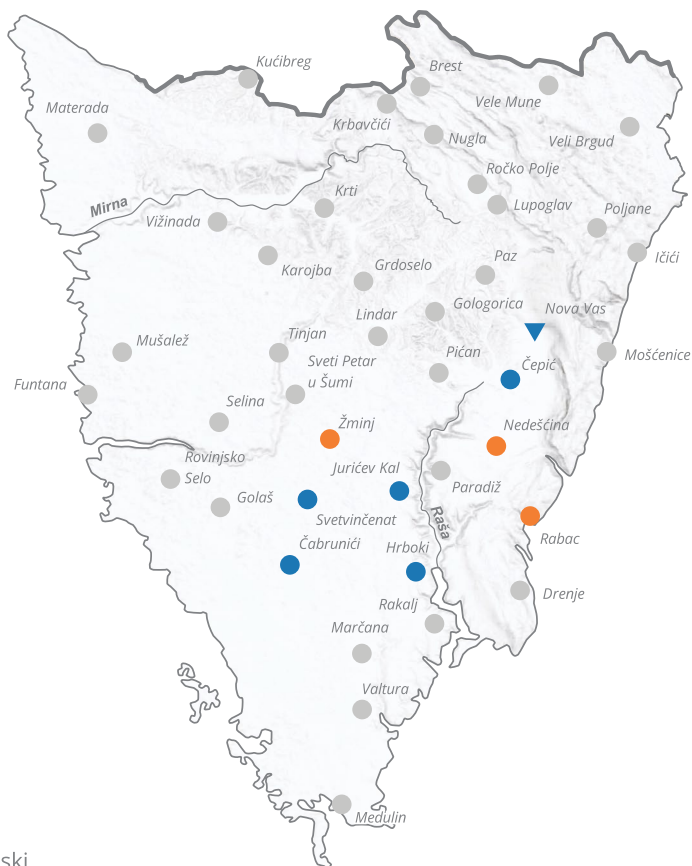 Kućibreg
Brest
Vele Mune
Materada
Krbavčići
Nugla
Veli Brgud
Ročko Polje
Krti
Mirna
Lupoglav
Poljane
Vižinada
Ičići
Karojba
Grdoselo
Paz
Gologorica
Nova Vas
Lindar
Mušalež
Tinjan
Pićan
Mošćenice
Sveti Petar
u Šumi
Čepić
Funtana
Selina
Žminj
Nedešćina
Rovinjsko
Selo
Jurićev Kal
Paradiž
Golaš
Svetvinčenat
Raša
Čabrunići
Hrboki
Rabac
Drenje
Rakalj
Marčana
Valtura
Medulin
ski